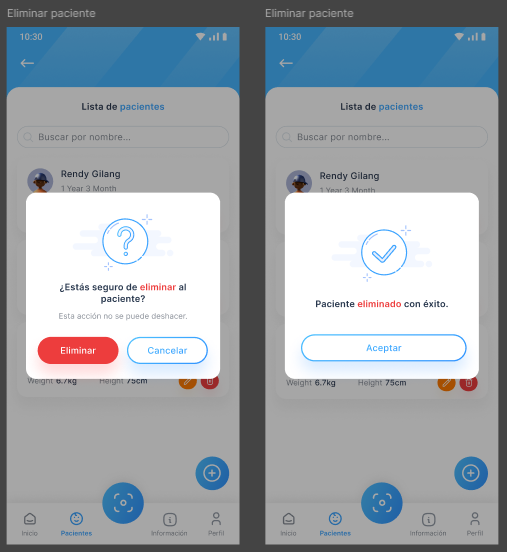 Eliminar paciente
10:30
Lista de pacientes
Buscar por nombre...
Rendy Gilang
1 Year 3 Month
¿Estás seguro de eliminar al
paciente?
Esta acción no se puede deshacer.
Eliminar
Cancelar
Weight 6.7kg
Height 75cm
Inicio
Pacientes
Información
Perfil
Eliminar paciente
10:30
Lista de pacientes
Buscar por nombre...
Rendy Gilang
1 Year 3 Month
Paciente eliminado con éxito.
Aceptar
Weight 6.7kg
Height 75cm
Inicio
Pacientes
Información
Perfil